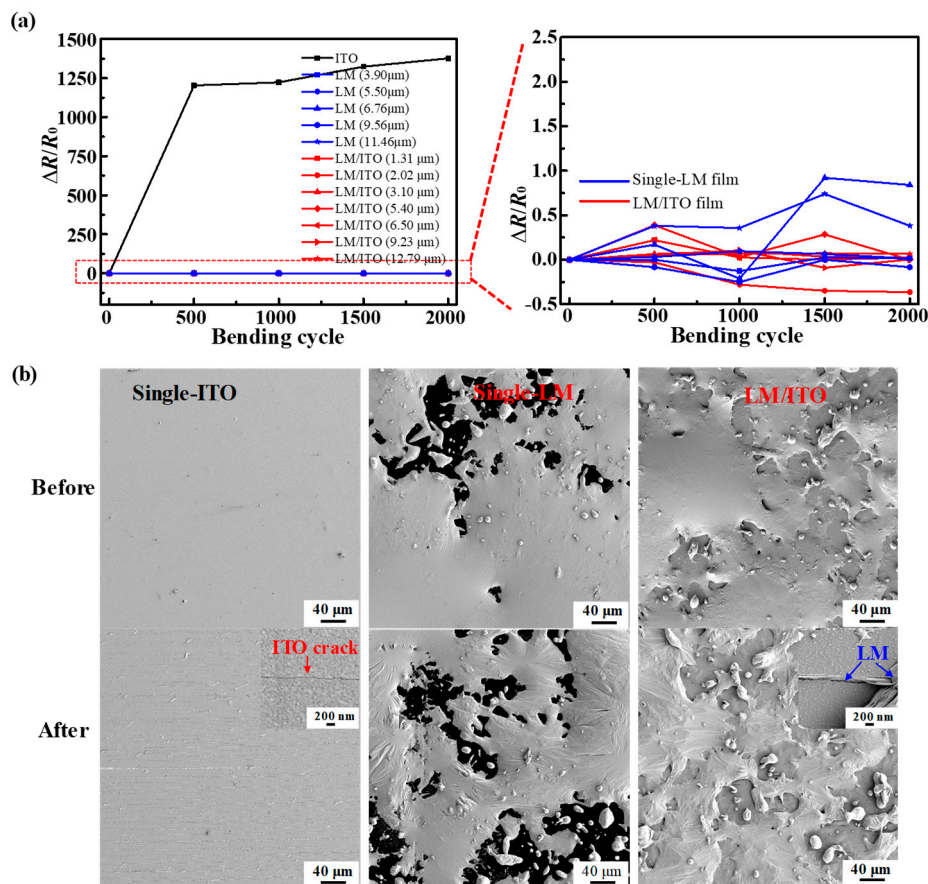 (a)
1500
1250
1000
750
500
250
0
ΔR/R₀
0
500
1000
1500
2000
Bending cycle
ITO
LM (3.90μm)
LM (5.50μm)
LM (6.76μm)
LM (9.56μm)
LM (11.46μm)
LM/ITO (1.31 μm)
LM/ITO (2.02 μm)
LM/ITO (3.10 μm)
LM/ITO (5.40 μm)
LM/ITO (6.50 μm)
LM/ITO (9.23 μm)
LM/ITO (12.79 μm)
2.5
2.0
1.5
1.0
0.5
0.0
-0.5
ΔR/R₀
Single-LM film
LM/ITO film
0
500
1000
1500
2000
Bending cycle
(b)
Single-ITO
Single-LM
LM/ITO
Before
40 μm
40 μm
40 μm
After
ITO crack
200 nm
40 μm
40 μm
LM
200 nm
40 μm